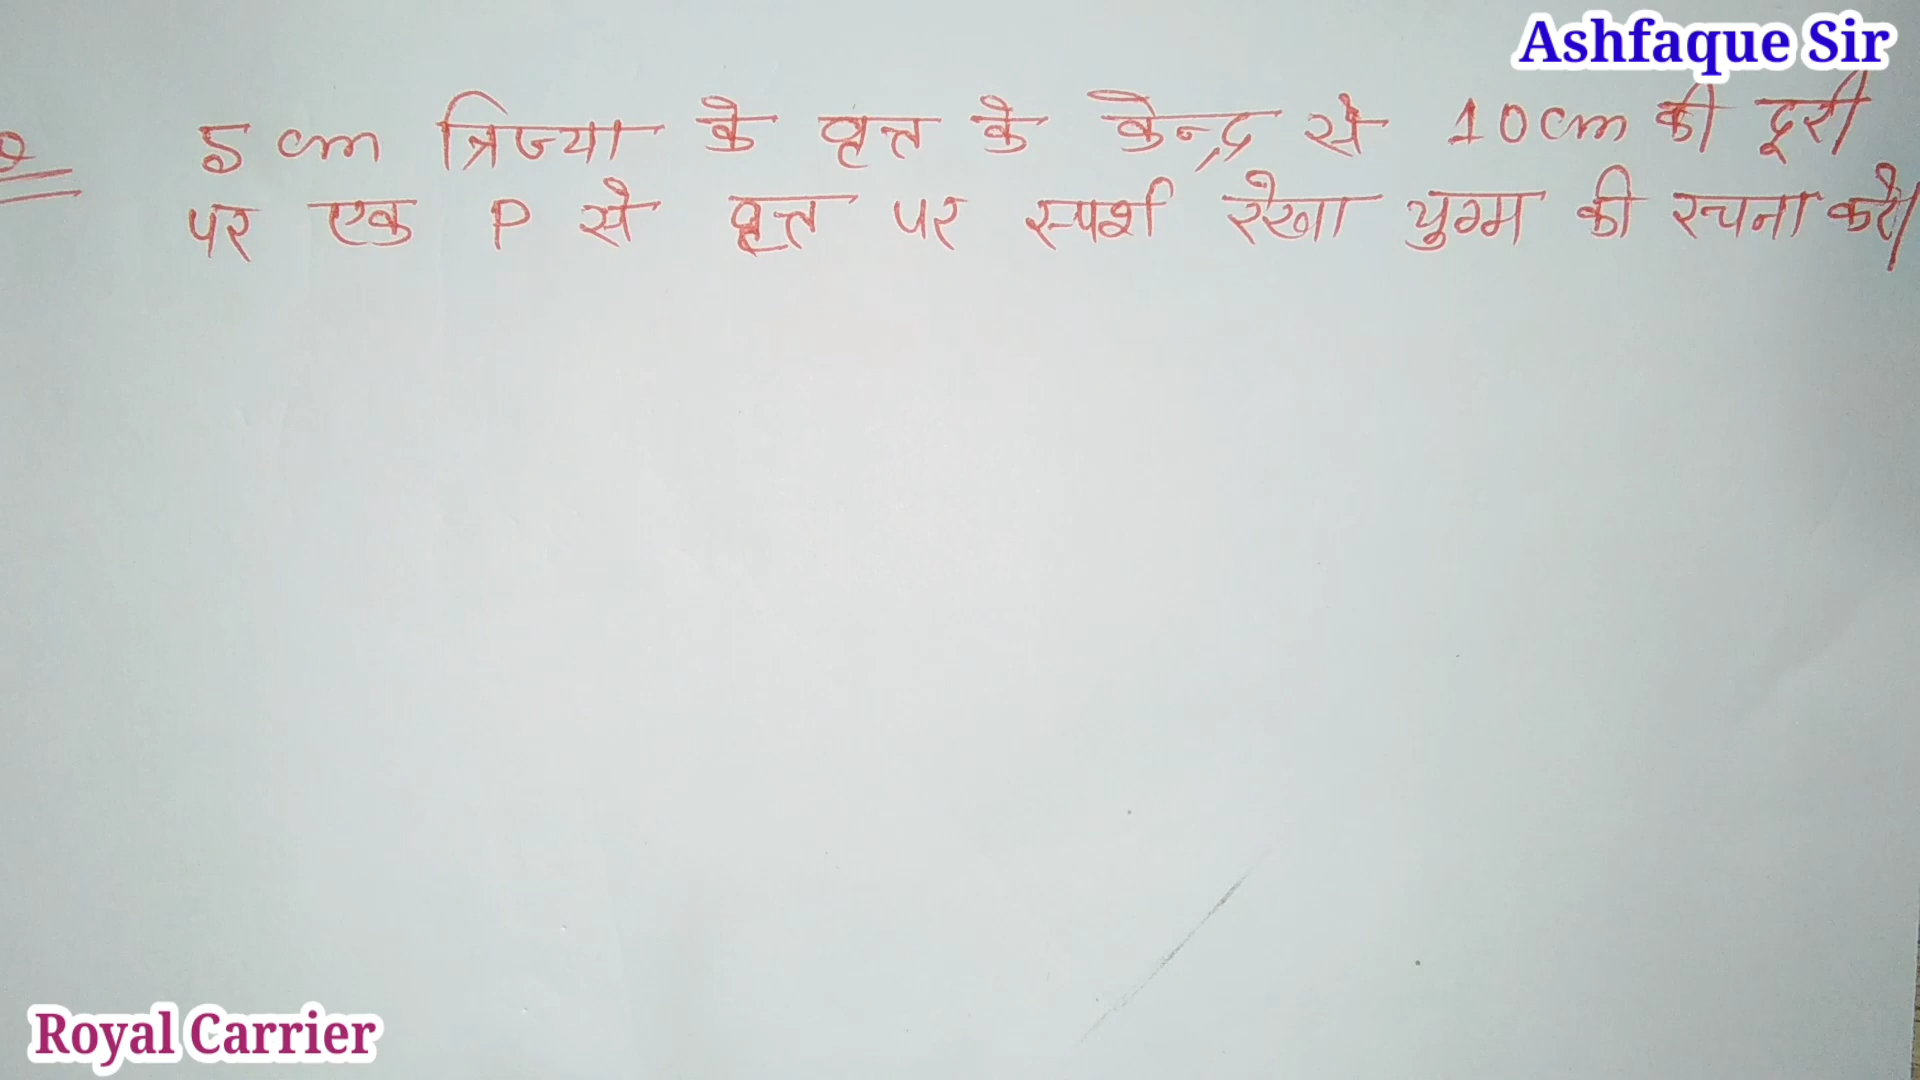 Ashfaque Sir
5 cm त्रिज्या के वृत्त के केन्द्र से 10 cm की दूरी
पर एक P से वृत्त पर स्पर्श रेखा युग्म की रचना करें।
Royal Carrier